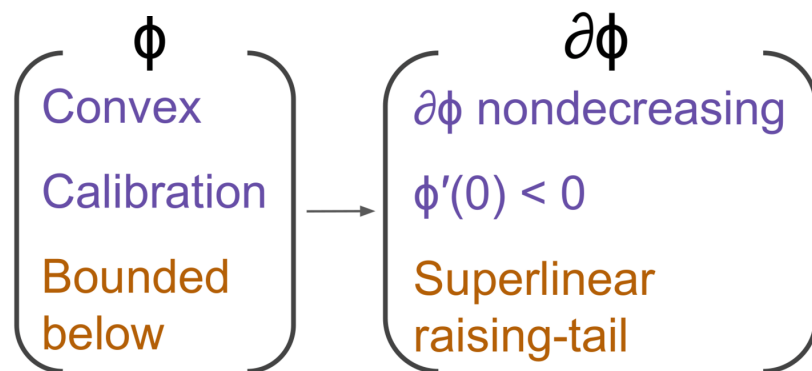 ϕ
Convex
Calibration
Bounded
below
∂ϕ
∂ϕ nondecreasing
ϕ′(0) < 0
Superlinear
raising-tail